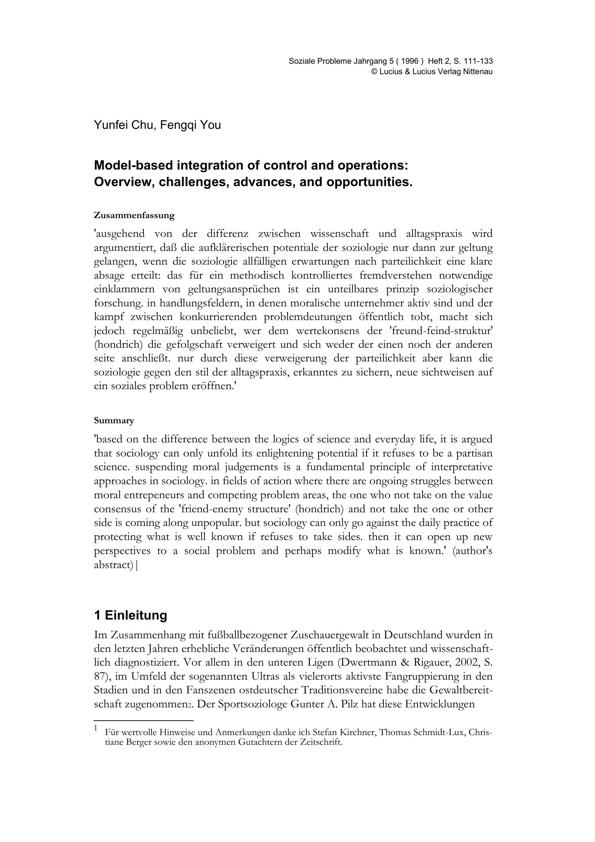 Soziale Probleme Jahrgang 5 ( 1996 ) Heft 2, S. 111-133
© Lucius & Lucius Verlag Nittenau
Yunfei Chu, Fengqi You
Model-based integration of control and operations:
Overview, challenges, advances, and opportunities.
Zusammenfassung
'ausgehend von der differenz zwischen wissenschaft und alltagspraxis wird
argumentiert, daß die aufklärerischen potentiale der soziologie nur dann zur geltung
gelangen, wenn die soziologie allfälligen erwartungen nach parteilichkeit eine klare
absage erteilt: das für ein methodisch kontrolliertes fremdverstehen notwendige
einklammern von geltungsansprüchen ist ein unteilbares prinzip soziologischer
forschung. in handlungsfeldern, in denen moralische unternehmer aktiv sind und der
kampf zwischen konkurrierenden problemdeutungen öffentlich tobt, macht sich
jedoch regelmäßig unbeliebt, wer dem wertekonsens der 'freund-feind-struktur'
(hondrich) die gefolgschaft verweigert und sich weder der einen noch der anderen
seite anschließt. nur durch diese verweigerung der parteilichkeit aber kann die
soziologie gegen den stil der alltagspraxis, erkanntes zu sichern, neue sichtweisen auf
ein soziales problem eröffnen.'
Summary
'based on the difference between the logics of science and everyday life, it is argued
that sociology can only unfold its enlightening potential if it refuses to be a partisan
science. suspending moral judgements is a fundamental principle of interpretative
approaches in sociology. in fields of action where there are ongoing struggles between
moral entrepeneurs and competing problem areas, the one who not take on the value
consensus of the 'friend-enemy structure' (hondrich) and not take the one or other
side is coming along unpopular. but sociology can only go against the daily practice of
protecting what is well known if refuses to take sides. then it can open up new
perspectives to a social problem and perhaps modify what is known.' (author's
abstract)|
1 Einleitung
Im Zusammenhang mit fußballbezogener Zuschauergewalt in Deutschland wurden in
den letzten Jahren erhebliche Veränderungen öffentlich beobachtet und wissenschaft-
lich diagnostiziert. Vor allem in den unteren Ligen (Dwertmann & Rigauer, 2002, S.
87), im Umfeld der sogenannten Ultras als vielerorts aktivste Fangruppierung in den
Stadien und in den Fanszenen ostdeutscher Traditionsvereine habe die Gewaltbereit-
schaft zugenommen2. Der Sportsoziologe Gunter A. Pilz hat diese Entwicklungen
1 Für wertvolle Hinweise und Anmerkungen danke ich Stefan Kirchner, Thomas Schmidt-Lux, Chris-
tiane Berger sowie den anonymen Gutachtern der Zeitschrift.